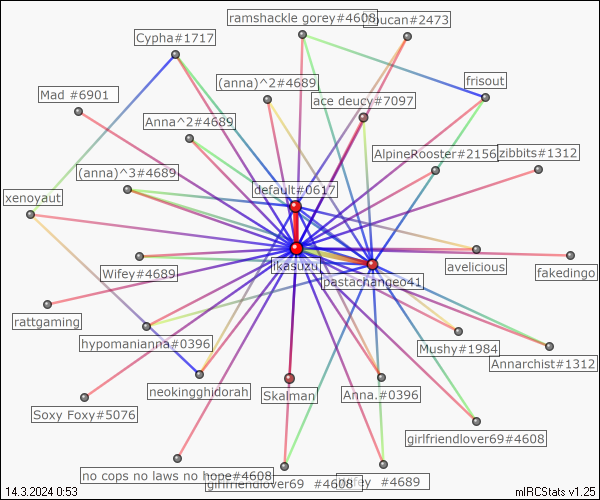 ramshackle gorey#4608
toucan#2473
Cypha#1717
frisout
(anna)^2#4689
Mad #6901
ace deucy#7097
Anna^2#4689
AlpineRooster#2156
zibbits#1312
(anna)^3#4689
default#0617
xenoyaut
ikasuzu
avelicious
Wifey#4689
fakedingo
pastachangeo41
rattgaming
hypomanianna#0396
Mushy#1984
Annarchist#1312
neokingghidorah
Skalman
Anna.#0396
Soxy Foxy#5076
girlfriendlover69#4608
no cops no laws no hope#4608
girlfriendlover69 #4608
#4689
14.3.2024 0:53
mIRCStats v1.25